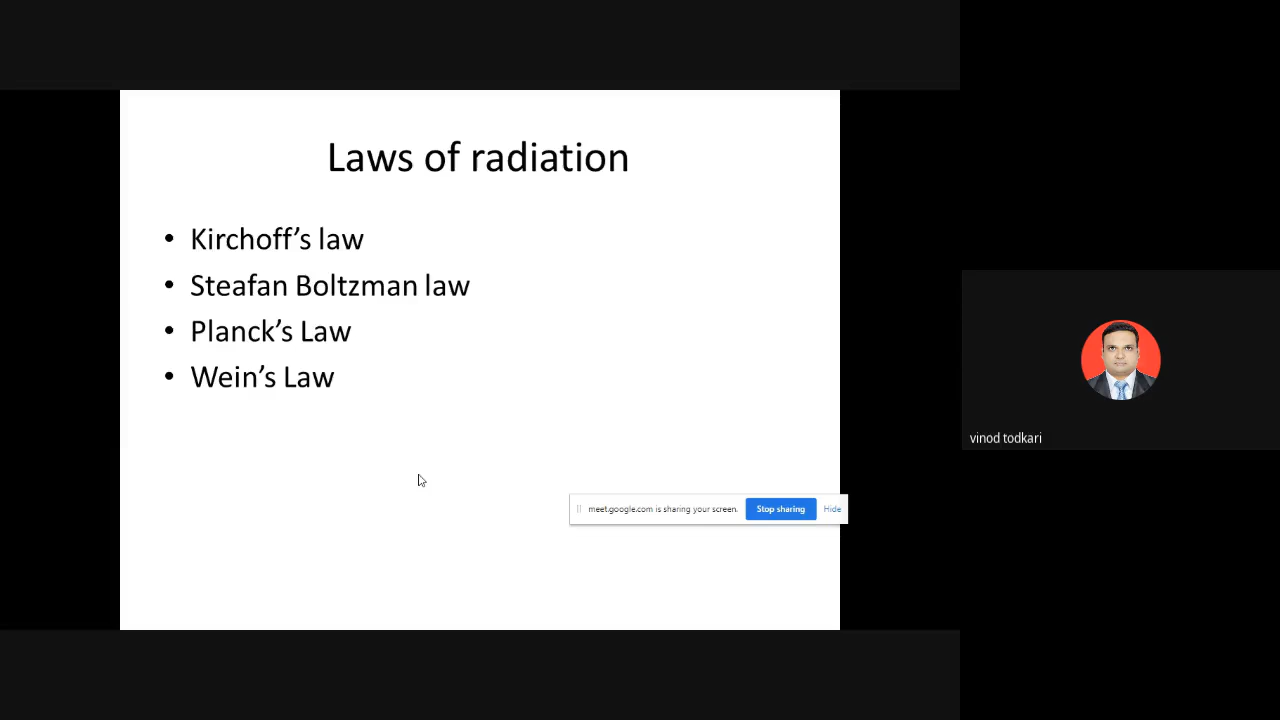 Laws of radiation
• Kirchoff’s law
• Steafan Boltzman law
• Planck’s Law
• Wein’s Law
meet.google.com is sharing your screen. Stop sharing Hide
vinod todkari